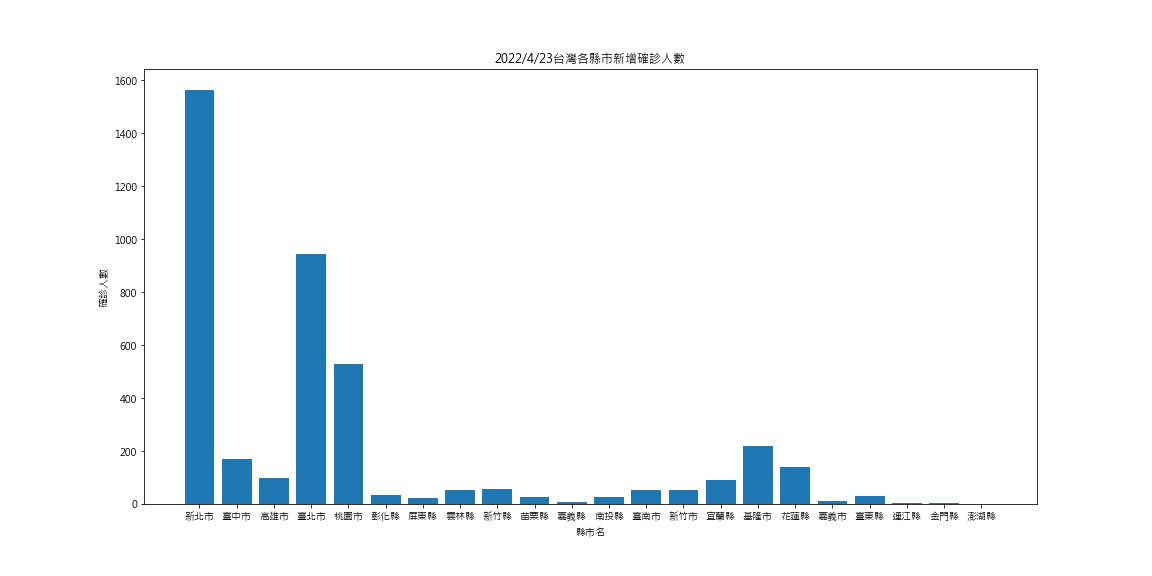 2022/4/23台灣各縣市新增確診人數
1600
1400
1200
1000
800
600
400
200
0
確診人數
新北市 臺中市 高雄市 臺北市 桃園市 彰化縣 屏東縣 雲林縣 新竹縣 苗栗縣 嘉義縣 南投縣 臺南市 新竹市 宜蘭縣 基隆市 花蓮縣 嘉義市 臺東縣 連江縣 金門縣 澎湖縣
縣市名